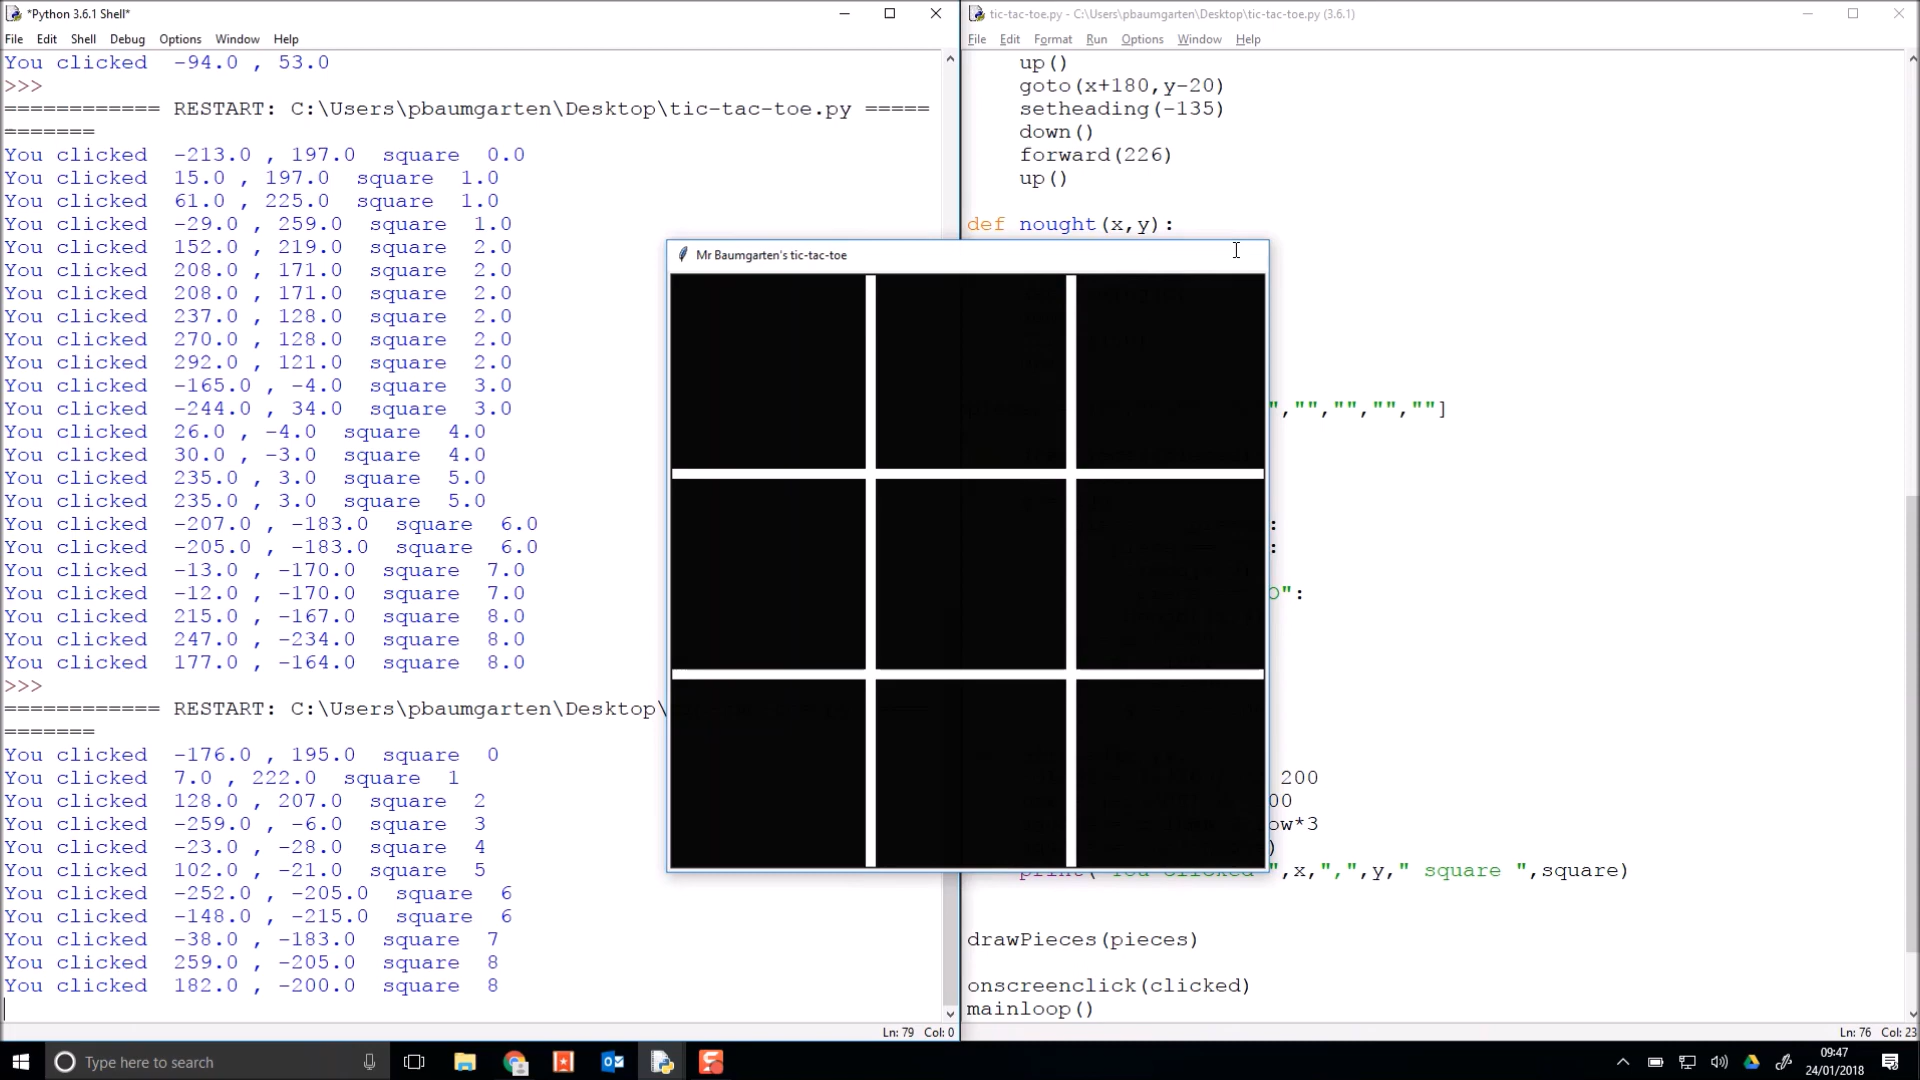 *Python 3.6.1 Shell*
File Edit Shell Debug Options Window Help
You clicked  -94.0 , 53.0
>>>
============ RESTART: C:\Users\pbaumgarten\Desktop\tic-tac-toe.py =====
=======
You clicked  -213.0 , 197.0  square  0.0
You clicked  15.0 , 197.0  square  1.0
You clicked  61.0 , 225.0  square  1.0
You clicked  -29.0 , 259.0  square  1.0
You clicked  152.0 , 219.0  square  2.0
You clicked  208.0 , 171.0  square  2.0
You clicked  208.0 , 171.0  square  2.0
You clicked  237.0 , 128.0  square  2.0
You clicked  270.0 , 128.0  square  2.0
You clicked  292.0 , 121.0  square  2.0
You clicked  -165.0 , -4.0  square  3.0
You clicked  -244.0 , 34.0  square  3.0
You clicked  26.0 , -4.0  square  4.0
You clicked  30.0 , -3.0  square  4.0
You clicked  235.0 , 3.0  square  5.0
You clicked  235.0 , 3.0  square  5.0
You clicked  -207.0 , -183.0  square  6.0
You clicked  -205.0 , -183.0  square  6.0
You clicked  -13.0 , -170.0  square  7.0
You clicked  -12.0 , -170.0  square  7.0
You clicked  215.0 , -167.0  square  8.0
You clicked  247.0 , -234.0  square  8.0
You clicked  177.0 , -164.0  square  8.0
>>>
============ RESTART: C:\Users\pbaumgarten\Desktop\
=======
You clicked  -176.0 , 195.0  square  0
You clicked  7.0 , 222.0  square  1
You clicked  128.0 , 207.0  square  2
You clicked  -259.0 , -6.0  square  3
You clicked  -23.0 , -28.0  square  4
You clicked  102.0 , -21.0  square  5
You clicked  -252.0 , -205.0  square  6
You clicked  -148.0 , -215.0  square  6
You clicked  -38.0 , -183.0  square  7
You clicked  259.0 , -205.0  square  8
You clicked  182.0 , -200.0  square  8
Ln: 79 Col: 0
Mr Baumgarten's tic-tac-toe
tic-tac-toe.py - C:\Users\pbaumgarten\Desktop\tic-tac-toe.py (3.6.1)
File Edit Format Run Options Window Help
up()
goto(x+180,y-20)
setheading(-135)
down()
forward(226)
up()
def nought(x,y):
","","","",""]
:
:
":
200
00
ow*3
)
print("You clicked ",x,",",y," square ",square)
drawPieces(pieces)
onscreenclick(clicked)
mainloop()
Ln: 76 Col: 23
Type here to search
09:47
24/01/2018